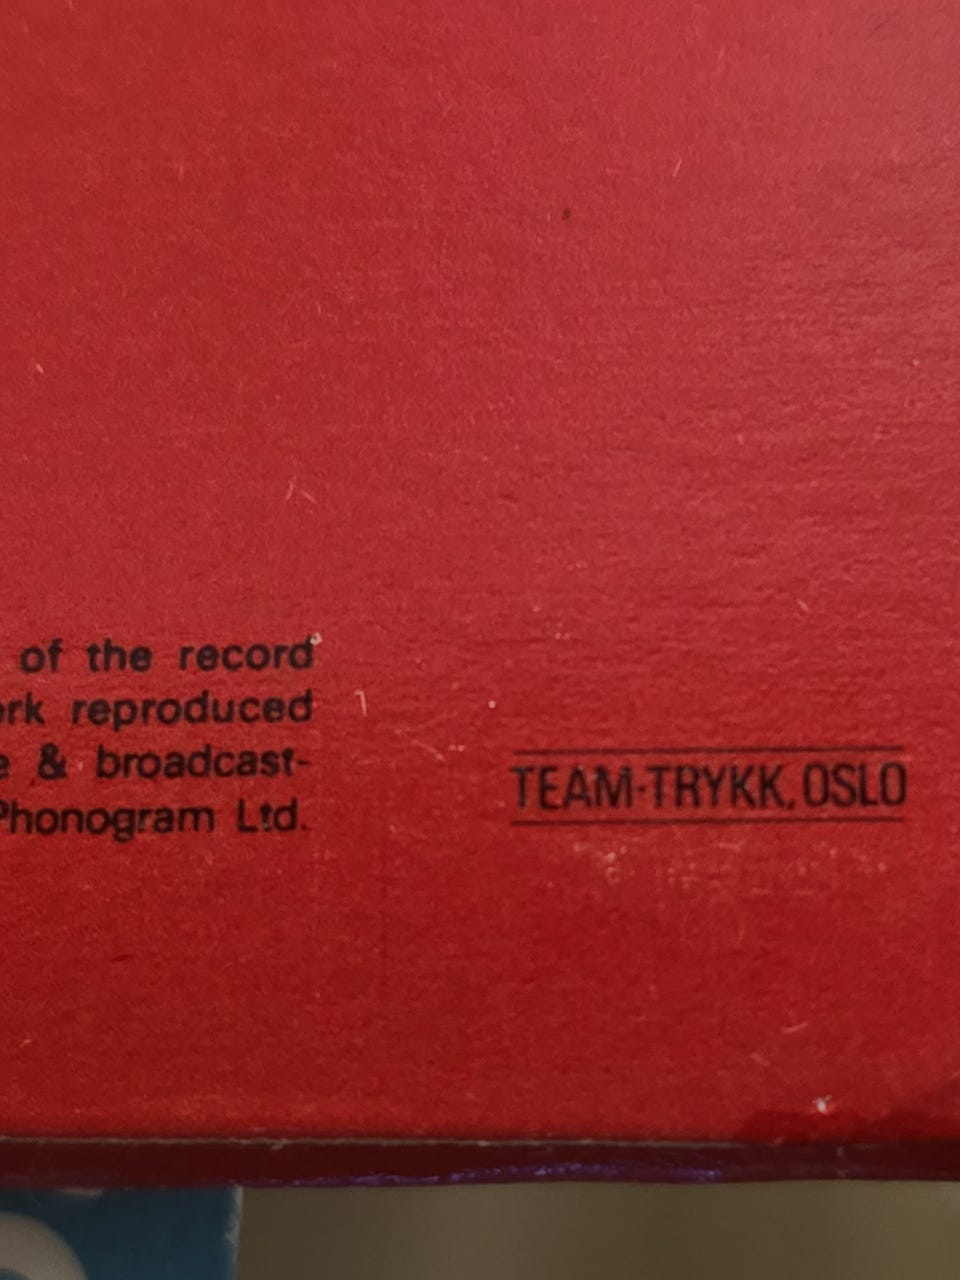 of the record
rk reproduced
e & broadcast-
Phonogram Ltd.
TEAM-TRYKK, OSLO